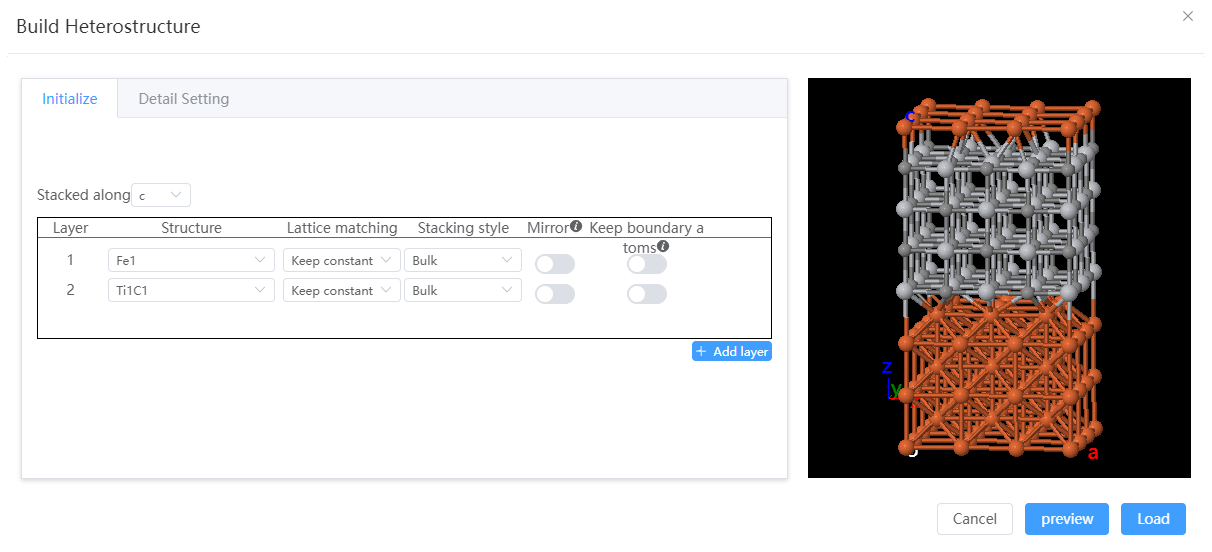 Build Heterostructure
Initialize
Detail Setting
Stacked along c
Layer Structure Lattice matching Stacking style Mirror Keep boundary a
toms
1 Fe1 Keep constant Bulk
2 Ti1C1 Keep constant Bulk
+ Add layer
c
z
y
a
Cancel preview Load